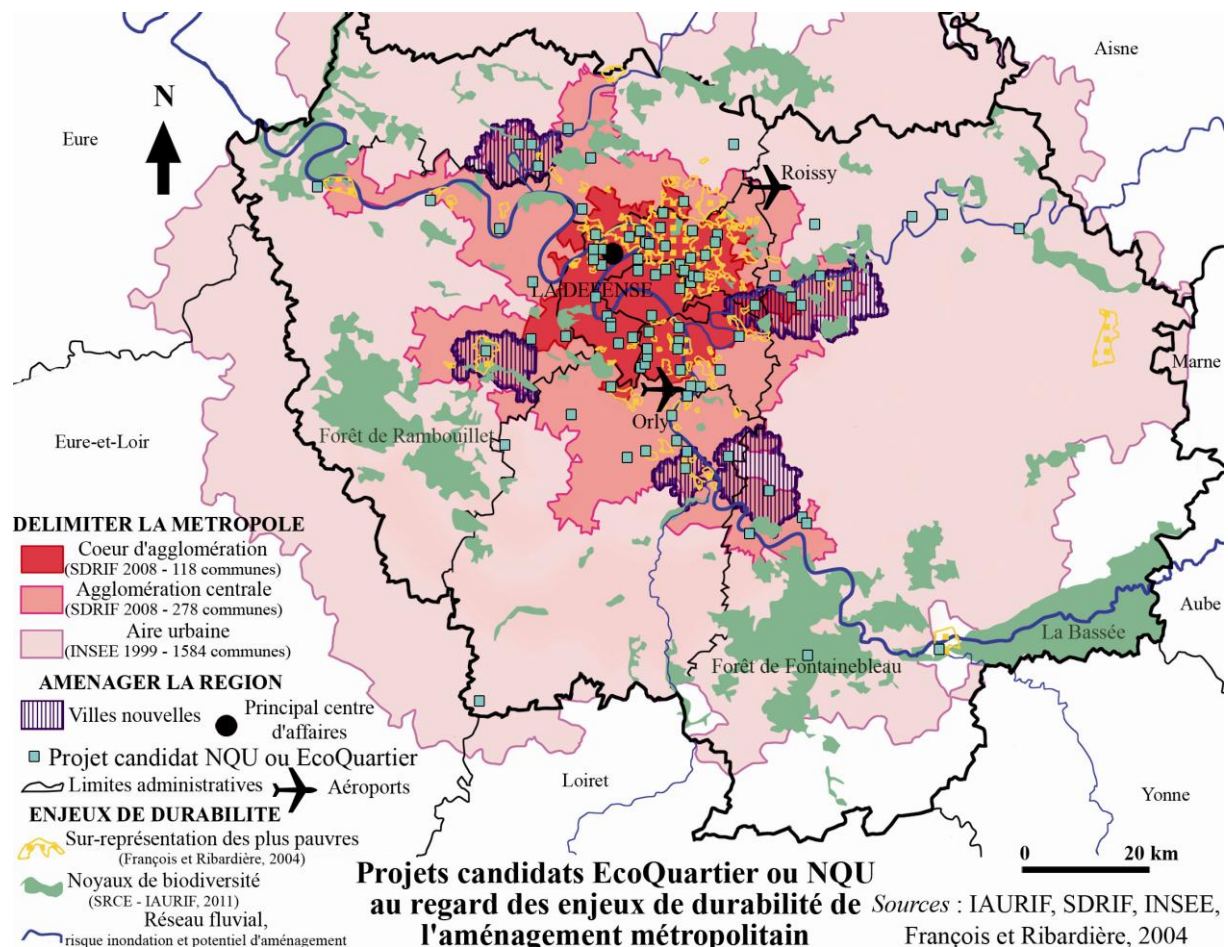 Aisne
N
Eure
Roissy
LA DEFENSE
Marne
Orly
Eure-et-Loir
Forêt de Rambouillet
DELIMITER LA METROPOLE
Coeur d'agglomération
(SDRIF 2008 - 118 communes)
Agglomération centrale
(SDRIF 2008 - 278 communes)
Aire urbaine
(INSEE 1999 - 1584 communes)
Aube
La Bassée
Forêt de Fontainebleau
AMENAGER LA REGION
Villes nouvelles
Principal centre
d'affaires
Projet candidat NQU ou EcoQuartier
Limites administratives
Aéroports
Loiret
Yonne
ENJEUX DE DURABILITE
Sur-représentation des plus pauvres
(François et Ribardière, 2004)
Noyaux de biodiversité
(SRCE - IAURIF, 2011)
Réseau fluvial,
risque inondation et potentiel d'aménagement
0 20 km
Projets candidats EcoQuartier ou NQU
au regard des enjeux de durabilité de
l'aménagement métropolitain
Sources : IAURIF, SDRIF, INSEE,
François et Ribardière, 2004